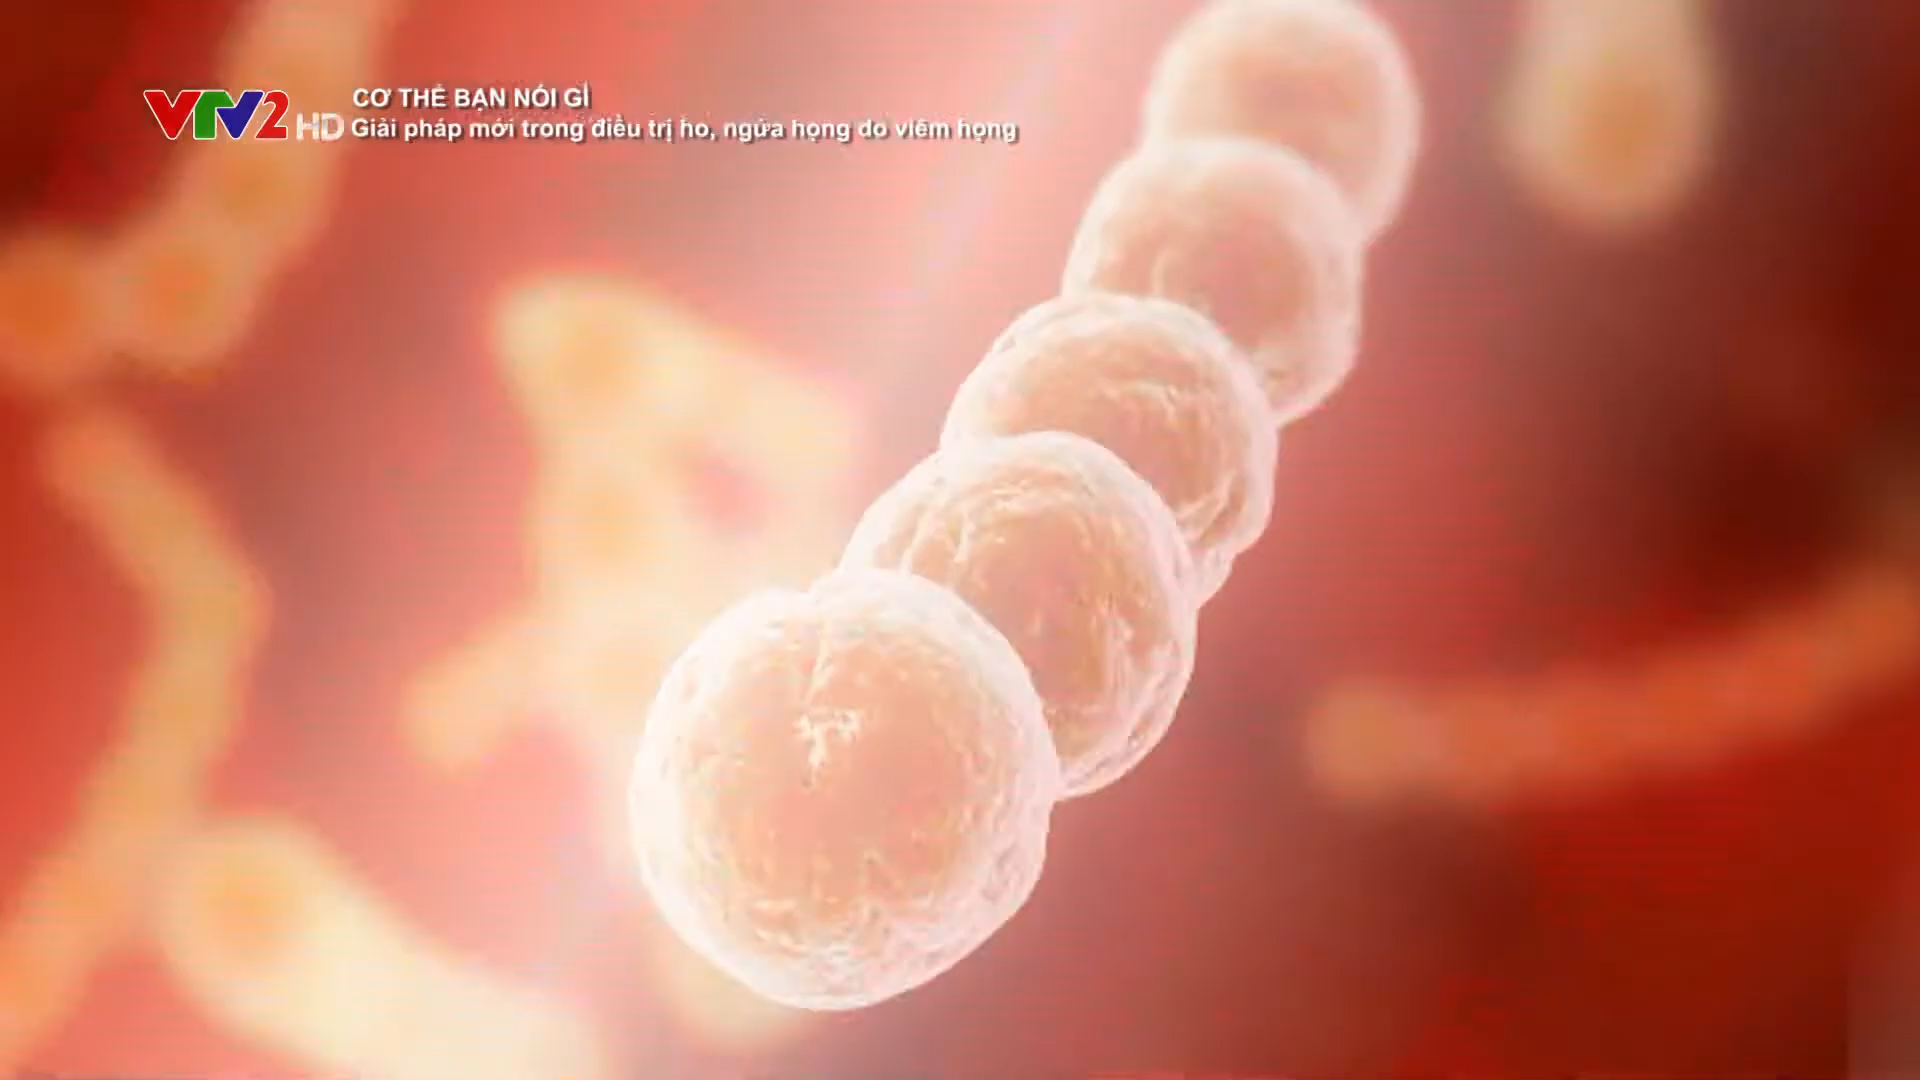 VTV2 HD
CƠ THỂ BẠN NÓI GÌ
Giải pháp mới trong điều trị ho, ngứa họng do viêm họng